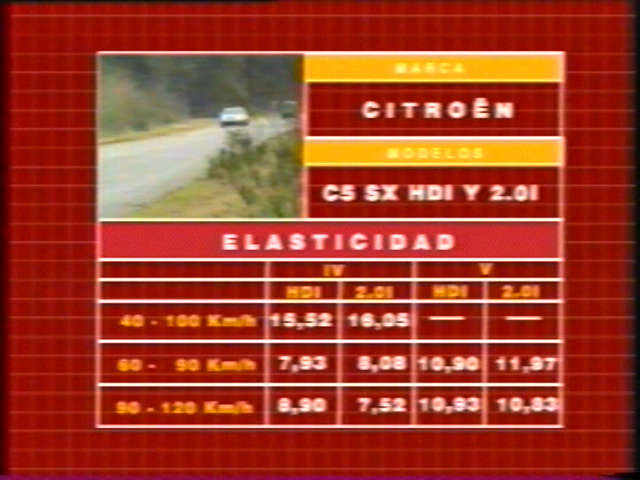 MARCA
CITROËN
MODELOS
C5 SX HDI Y 2.0I
ELASTICIDAD
IV V
HDI 2.0I HDI 2.0I
40 - 100 Km/h 15,52 16,05 — —
60 - 90 Km/h 7,93 8,08 10,90 11,97
90 - 120 Km/h 8,90 7,52 10,93 10,83